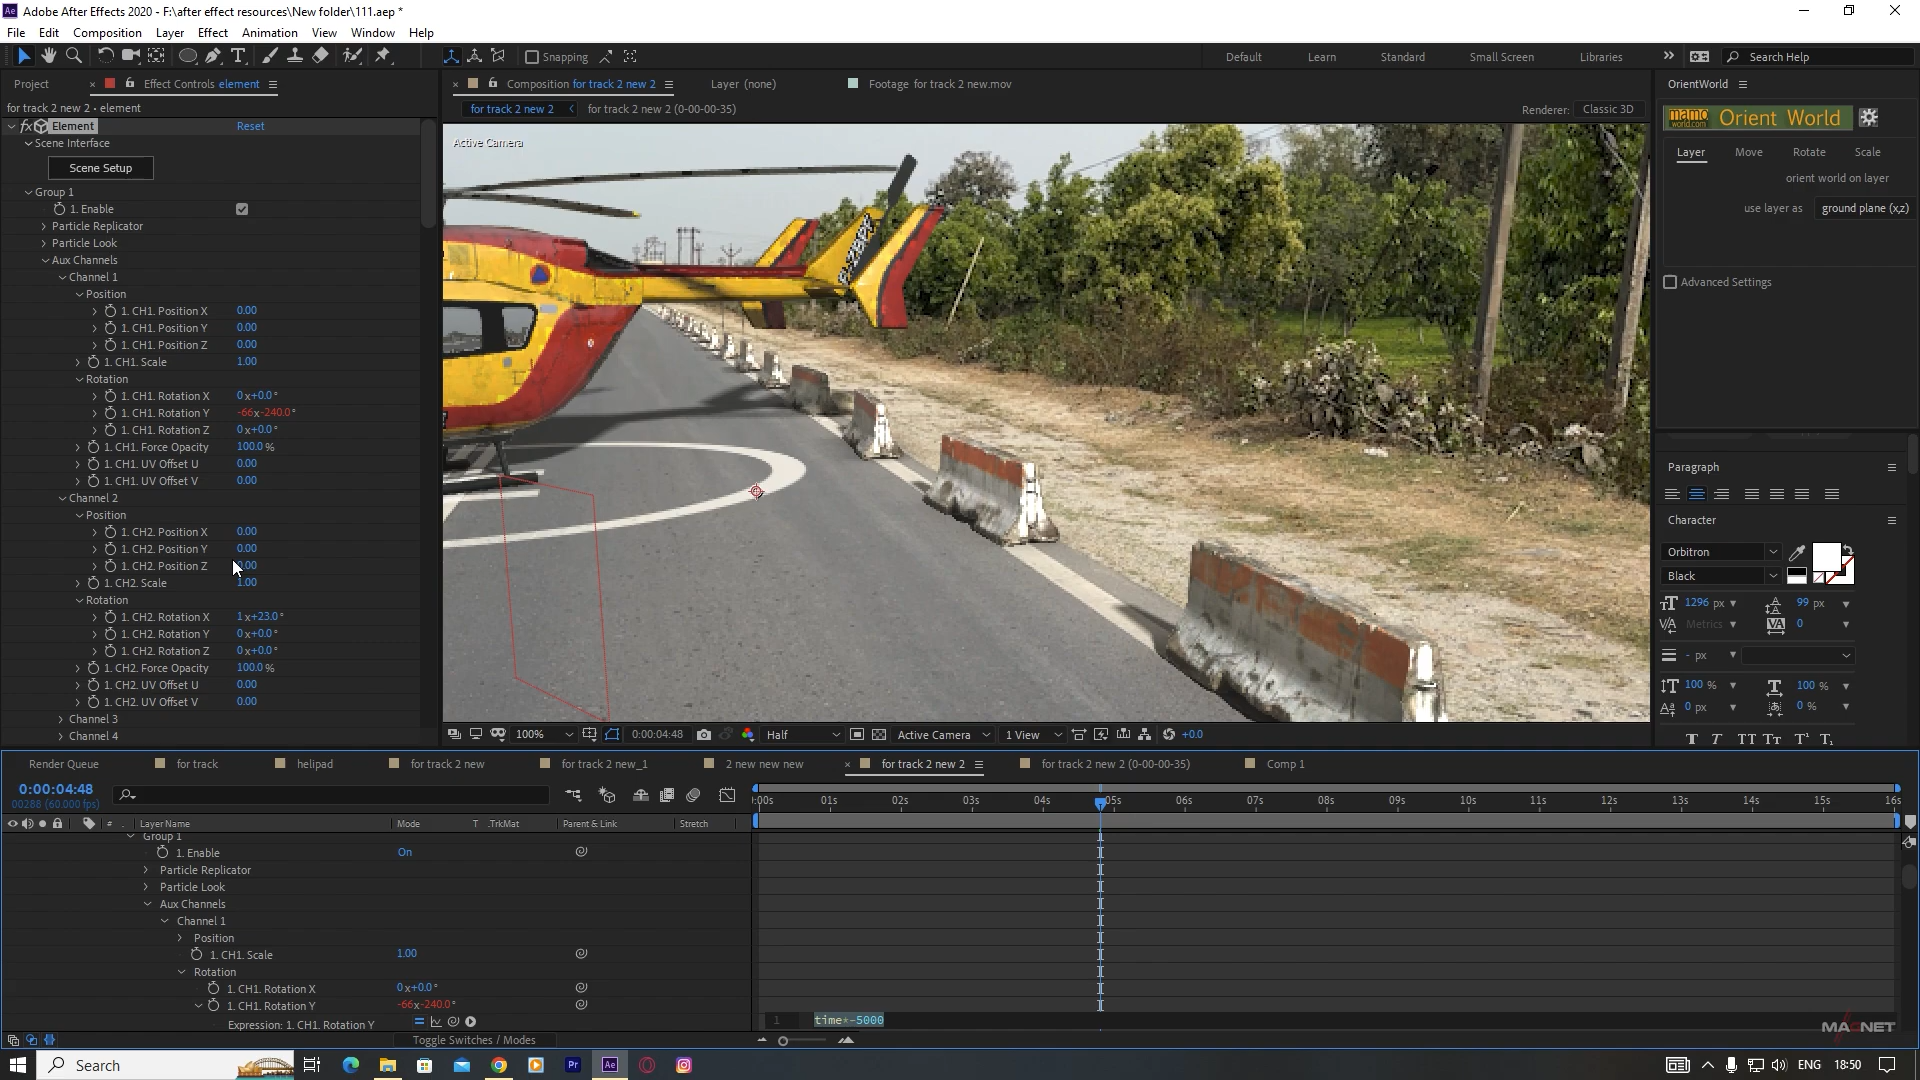 Adobe After Effects 2020 - F:\after effect resources\New folder\111.aep *
File Edit Composition Layer Effect Animation View Window Help
Snapping
Default Learn Standard Small Screen Libraries
Search Help
Project
Effect Controls element
for track 2 new 2 • element
fx Element Reset
Scene Interface
Scene Setup
Group 1
1. Enable
Particle Replicator
Particle Look
Aux Channels
Channel 1
Position
1. CH1. Position X 0.00
1. CH1. Position Y 0.00
1. CH1. Position Z 0.00
1. CH1. Scale 1.00
Rotation
1. CH1. Rotation X 0x+0.0°
1. CH1. Rotation Y -66x-240.0°
1. CH1. Rotation Z 0x+0.0°
1. CH1. Force Opacity 100.0 %
1. CH1. UV Offset U 0.00
1. CH1. UV Offset V 0.00
Channel 2
Position
1. CH2. Position X 0.00
1. CH2. Position Y 0.00
1. CH2. Position Z 0.00
1. CH2. Scale 1.00
Rotation
1. CH2. Rotation X 1x+23.0°
1. CH2. Rotation Y 0x+0.0°
1. CH2. Rotation Z 0x+0.0°
1. CH2. Force Opacity 100.0 %
1. CH2. UV Offset U 0.00
1. CH2. UV Offset V 0.00
Channel 3
Channel 4
Composition for track 2 new 2
Layer (none)
Footage for track 2 new.mov
for track 2 new 2 for track 2 new 2 (0-00-00-35)
Renderer: Classic 3D
Active Camera
100% 0:00:04:48 Half Active Camera 1 View +0.0
OrientWorld
mamo world.com Orient World
Layer Move Rotate Scale
orient world on layer
use layer as ground plane (x,z)
Advanced Settings
Paragraph
Character
Orbitron
Black
1296 px 99 px
Metrics 0
- px
100 % 100 %
0 px 0 %
T T TT Tt T¹ T₁
Render Queue for track helipad for track 2 new for track 2 new_1 2 new new new for track 2 new 2 for track 2 new 2 (0-00-00-35) Comp 1
0:00:04:48
00288 (60.000 fps)
:00s 01s 02s 03s 04s 05s 06s 07s 08s 09s 10s 11s 12s 13s 14s 15s 16s
# Layer Name Mode T .TrkMat Parent & Link Stretch
Group 1
1. Enable On
Particle Replicator
Particle Look
Aux Channels
Channel 1
Position
1. CH1. Scale 1.00
Rotation
1. CH1. Rotation X 0x+0.0°
1. CH1. Rotation Y -66x-240.0°
Expression: 1. CH1. Rotation Y
1 time*-5000
Toggle Switches / Modes
MAGNET
Search
Pr Ae
ENG 18:50